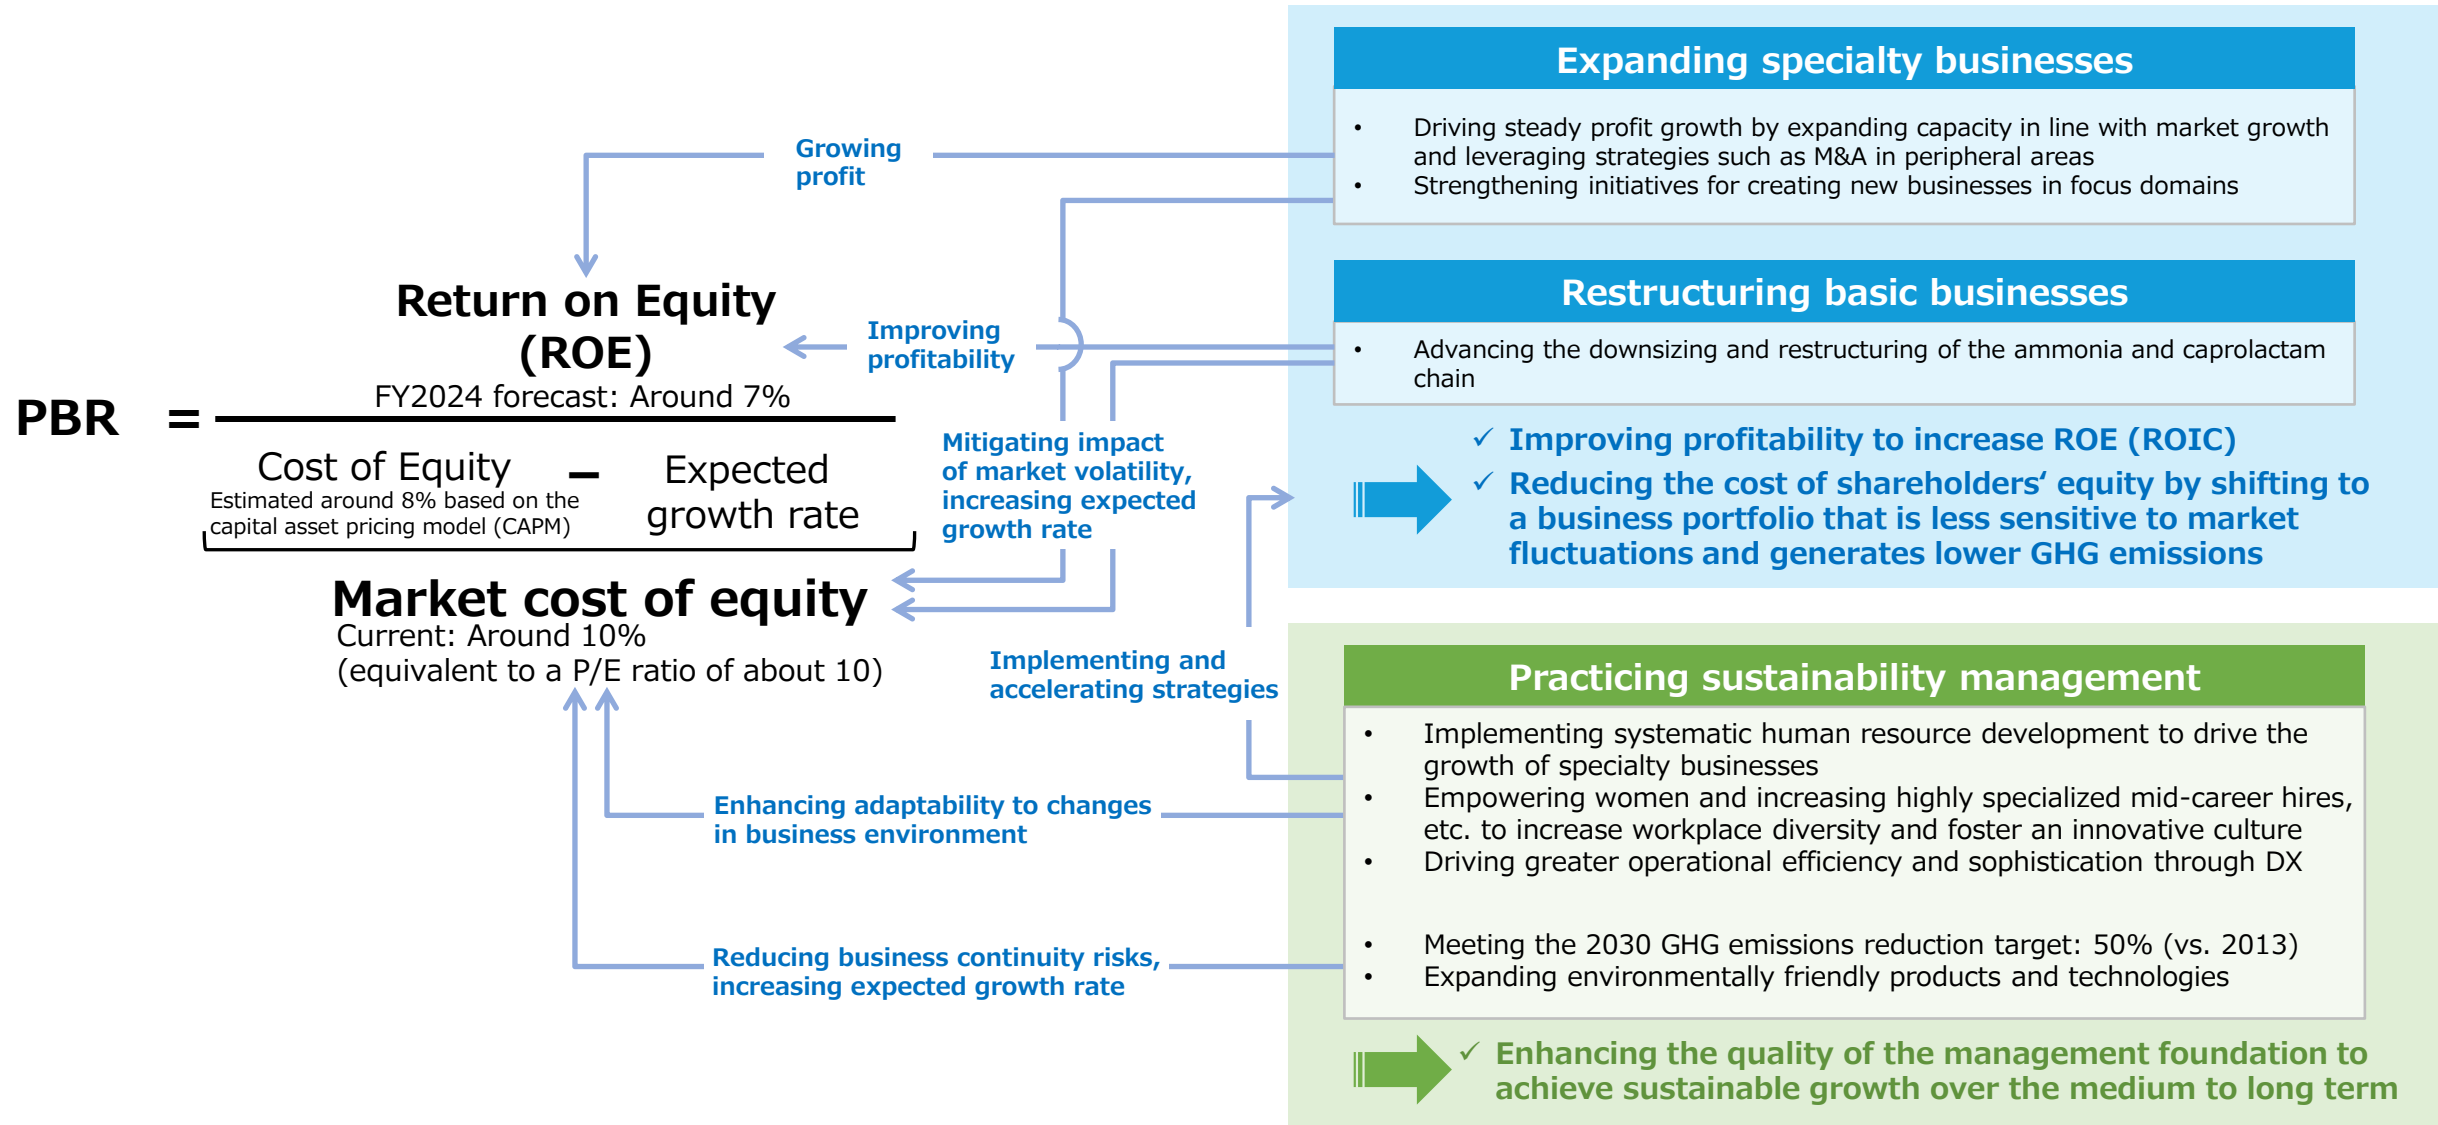 PBR
=
Return on Equity
(ROE)
FY2024 forecast: Around 7%
Cost of Equity
Estimated around 8% based on the
capital asset pricing model (CAPM)
−
Expected
growth rate
Market cost of equity
Current: Around 10%
(equivalent to a P/E ratio of about 10)
Growing
profit
Improving
profitability
Mitigating impact
of market volatility,
increasing expected
growth rate
Implementing and
accelerating strategies
Enhancing adaptability to changes
in business environment
Reducing business continuity risks,
increasing expected growth rate
Expanding specialty businesses
• Driving steady profit growth by expanding capacity in line with market growth
and leveraging strategies such as M&A in peripheral areas
• Strengthening initiatives for creating new businesses in focus domains
Restructuring basic businesses
• Advancing the downsizing and restructuring of the ammonia and caprolactam
chain
✓ Improving profitability to increase ROE (ROIC)
✓ Reducing the cost of shareholders‘ equity by shifting to
a business portfolio that is less sensitive to market
fluctuations and generates lower GHG emissions
Practicing sustainability management
• Implementing systematic human resource development to drive the
growth of specialty businesses
• Empowering women and increasing highly specialized mid-career hires,
etc. to increase workplace diversity and foster an innovative culture
• Driving greater operational efficiency and sophistication through DX
• Meeting the 2030 GHG emissions reduction target: 50% (vs. 2013)
• Expanding environmentally friendly products and technologies
✓ Enhancing the quality of the management foundation to
achieve sustainable growth over the medium to long term